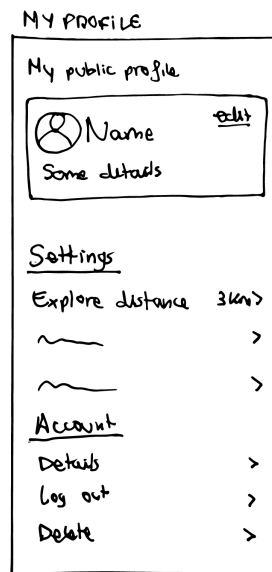 MY PROFILE
My public profile
edit
Name
Some details
Settings
Explore distance 3km >
>
>
Account
Details >
Log out >
Delete >